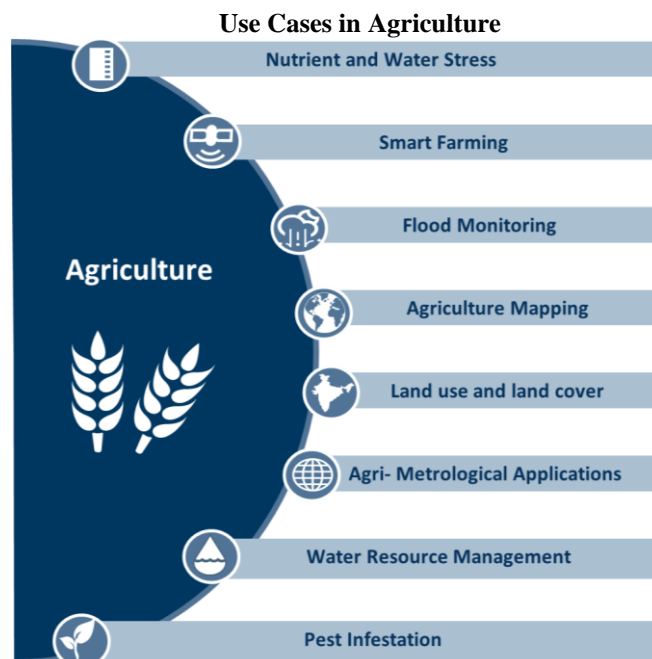 Use Cases in Agriculture
Nutrient and Water Stress
Smart Farming
Flood Monitoring
Agriculture
Agriculture Mapping
Land use and land cover
Agri- Metrological Applications
Water Resource Management
Pest Infestation